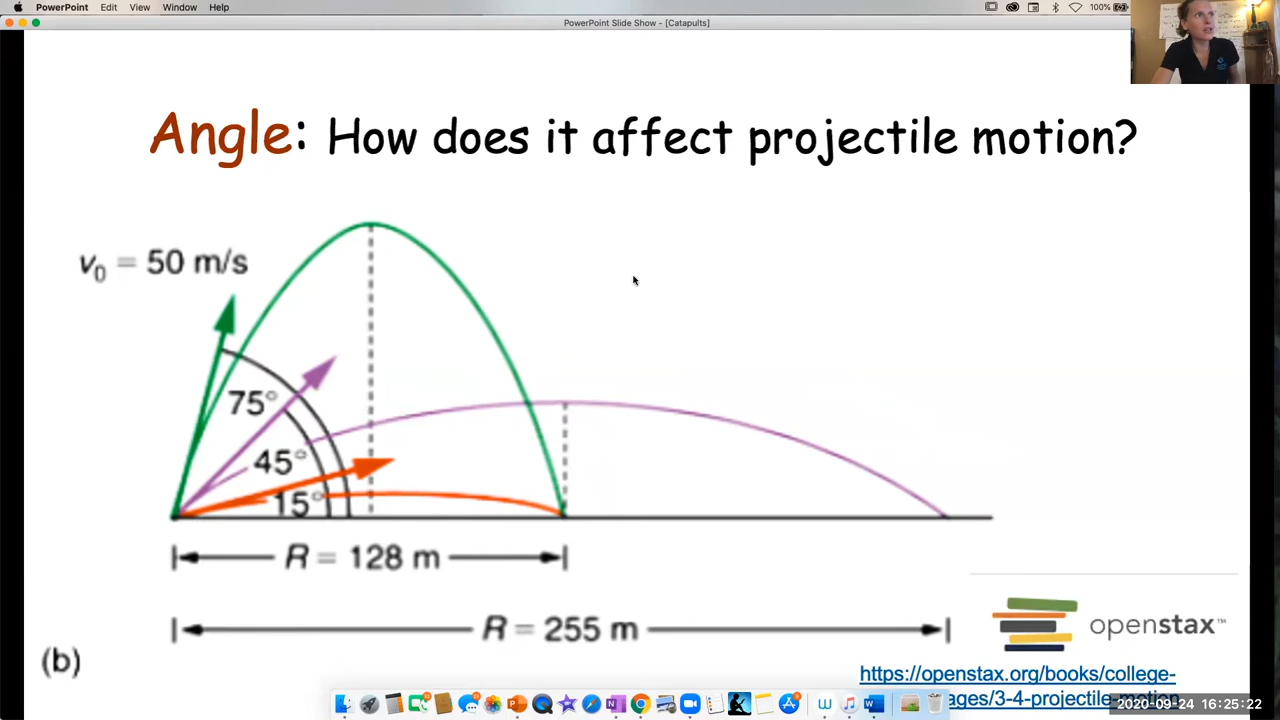 PowerPoint Edit View Window Help 100%
PowerPoint Slide Show - [Catapults]
Angle: How does it affect projectile motion?
v0 = 50 m/s
75°
45°
15°
R = 128 m
R = 255 m
(b)
openstax™
https://openstax.org/books/college-
ages/3-4-projectile-motion
2020-09-24 16:25:22